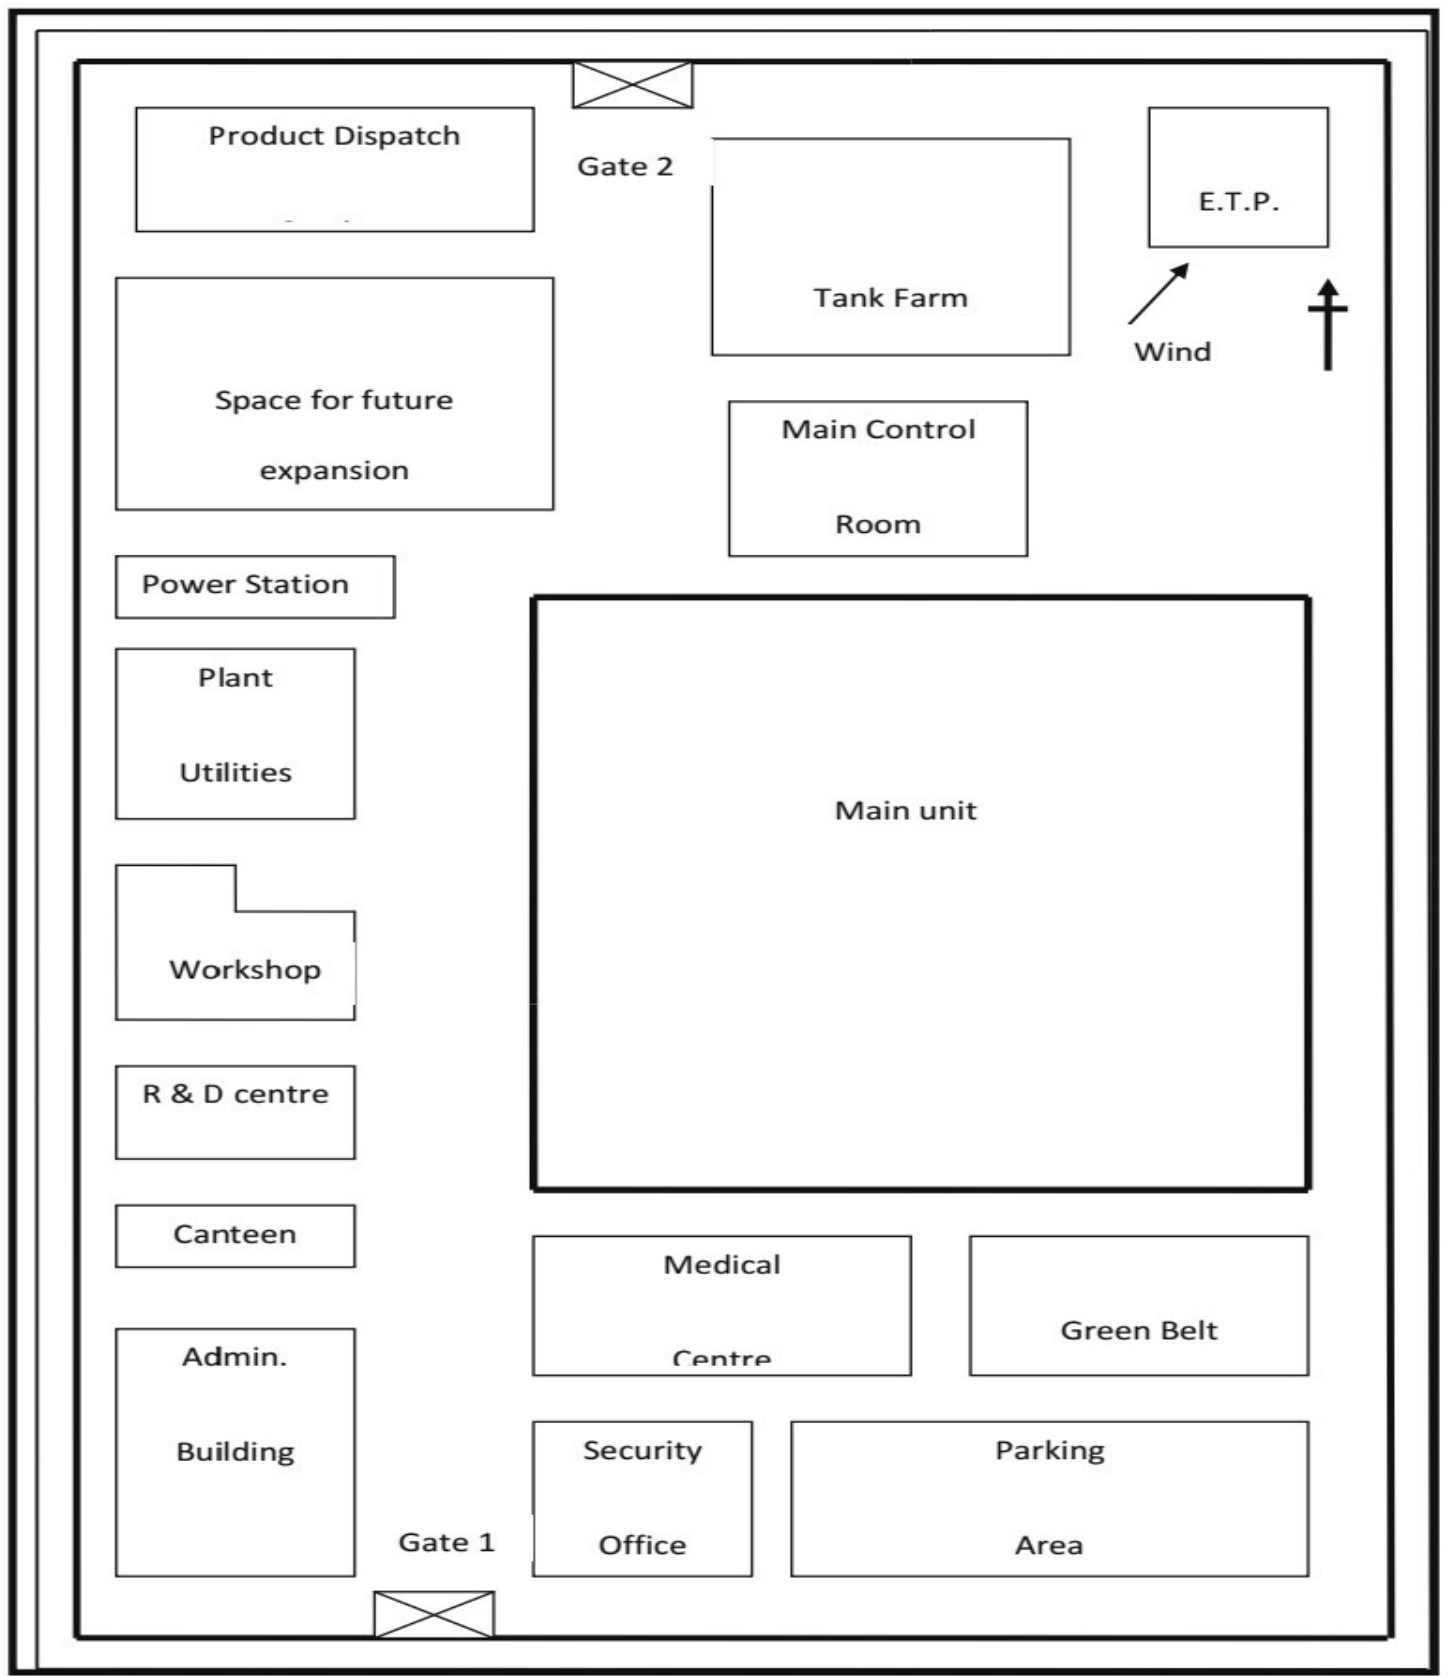 Product Dispatch
Gate 2
E.T.P.
Tank Farm
Wind
Space for future
expansion
Main Control
Room
Power Station
Plant
Utilities
Main unit
Workshop
R & D centre
Canteen
Medical
Centre
Green Belt
Admin.
Building
Security
Office
Parking
Area
Gate 1